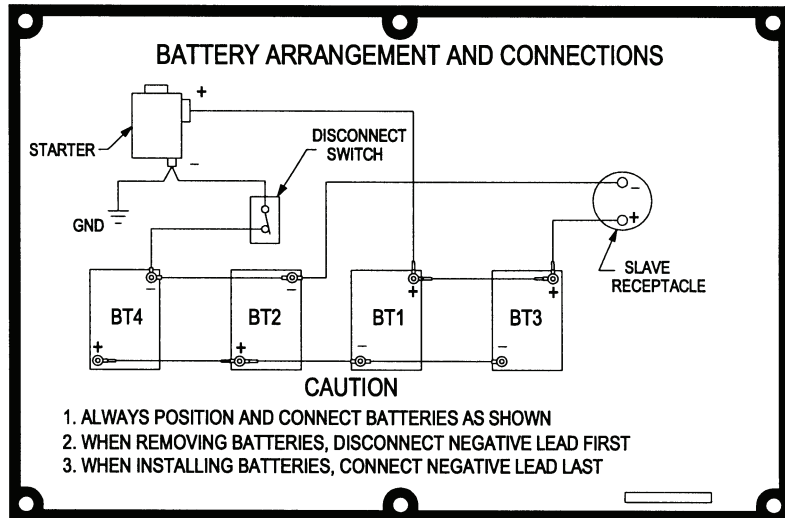 BATTERY ARRANGEMENT AND CONNECTIONS
+
STARTER
DISCONNECT
SWITCH
−
−
GND
+
SLAVE
RECEPTACLE
−
−
+
+
BT4
BT2
BT1
BT3
+
+
−
−
CAUTION
1. ALWAYS POSITION AND CONNECT BATTERIES AS SHOWN
2. WHEN REMOVING BATTERIES, DISCONNECT NEGATIVE LEAD FIRST
3. WHEN INSTALLING BATTERIES, CONNECT NEGATIVE LEAD LAST